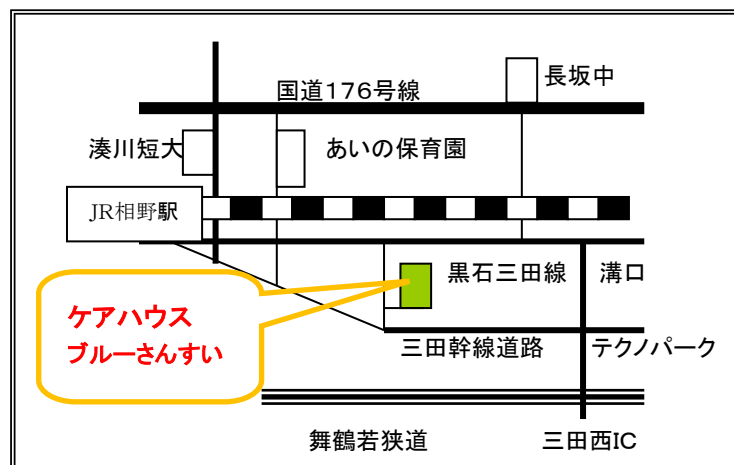 長坂中
国道176号線
湊川短大
あいの保育園
JR相野駅
黒石三田線
溝口
ケアハウス
ブルーさんすい
三田幹線道路
テクノパーク
舞鶴若狭道
三田西IC